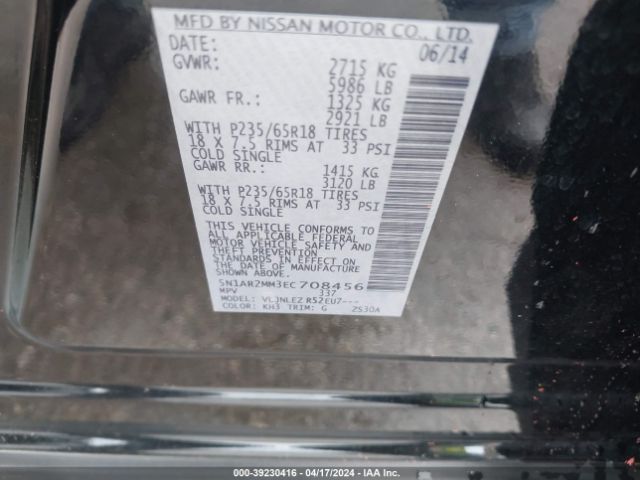 MFD BY NISSAN MOTOR CO., LTD.
DATE: 06/14
GVWR: 2715 KG
5986 LB
GAWR FR.: 1325 KG
2921 LB
WITH P235/65R18 TIRES
18 X 7.5 RIMS AT 33 PSI
COLD SINGLE
GAWR RR.: 1415 KG
3120 LB
WITH P235/65R18 TIRES
18 X 7.5 RIMS AT 33 PSI
COLD SINGLE
THIS VEHICLE CONFORMS TO
ALL APPLICABLE FEDERAL
MOTOR VEHICLE SAFETY AND
THEFT PREVENTION STANDARDS
IN EFFECT ON THE DATE OF
MANUFACTURE SHOWN ABOVE.
5N1AR2MM3EC708456
MPV 337
MODEL: VLJNLEZ R52EU7---
COLOR: KH3 TRIM: G ZS30A
000-39230416 - 04/17/2024 - IAA Inc.